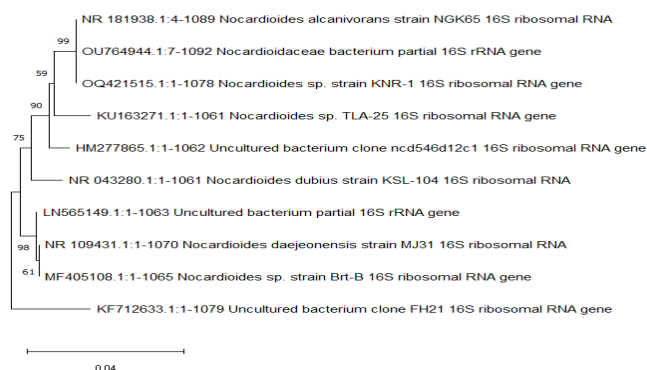 NR 181938.1:4-1089 Nocardioides alcanivorans strain NGK65 16S ribosomal RNA
99
OU764944.1:7-1092 Nocardioidaceae bacterium partial 16S rRNA gene
59
OQ421515.1:1-1078 Nocardioides sp. strain KNR-1 16S ribosomal RNA gene
90
KU163271.1:1-1061 Nocardioides sp. TLA-25 16S ribosomal RNA gene
75
HM277865.1:1-1062 Uncultured bacterium clone ncd546d12c1 16S ribosomal RNA gene
NR 043280.1:1-1061 Nocardioides dubius strain KSL-104 16S ribosomal RNA
LN565149.1:1-1063 Uncultured bacterium partial 16S rRNA gene
98
NR 109431.1:1-1070 Nocardioides daejeonensis strain MJ31 16S ribosomal RNA
61
MF405108.1:1-1065 Nocardioides sp. strain Brt-B 16S ribosomal RNA gene
KF712633.1:1-1079 Uncultured bacterium clone FH21 16S ribosomal RNA gene
0.04